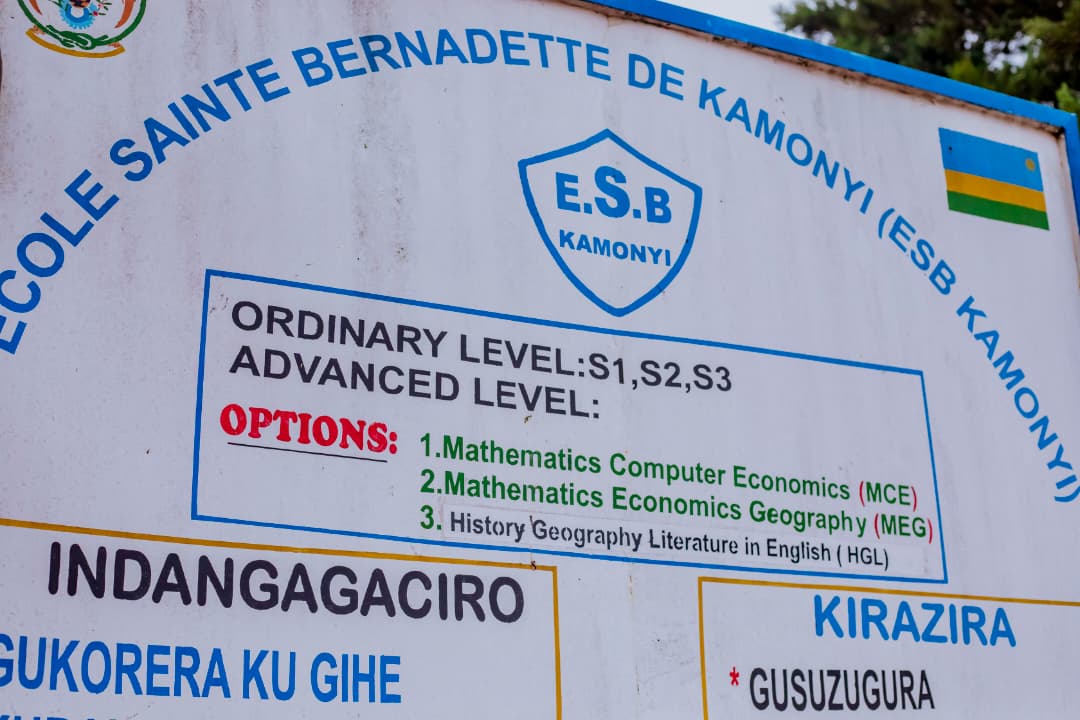 ECOLE SAINTE BERNADETTE DE KAMONYI (ESB KAMONYI)
E.S.B
KAMONYI
ORDINARY LEVEL:S1,S2,S3
ADVANCED LEVEL:
OPTIONS:
1.Mathematics Computer Economics (MCE)
2.Mathematics Economics Geography (MEG)
3. History Geography Literature in English ( HGL)
INDANGAGACIRO
GUKORERA KU GIHE
KIRAZIRA
* GUSUZUGURA